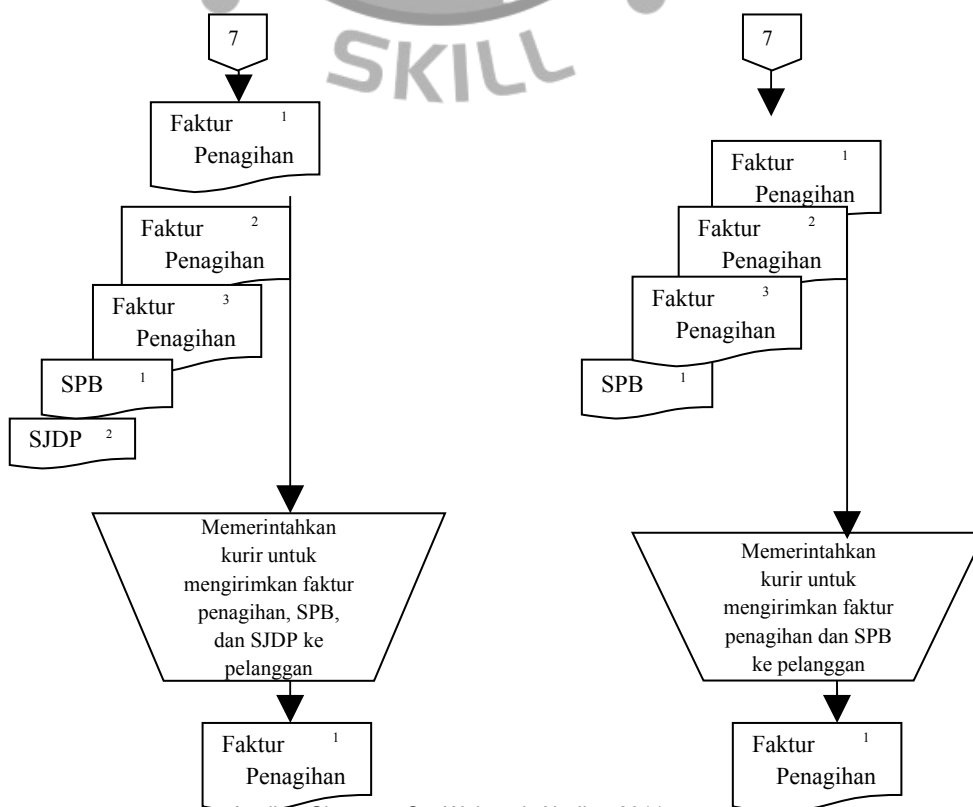 SKILL
7
Faktur 1
Penagihan
Faktur 2
Penagihan
Faktur 3
Penagihan
SPB 1
SJDP 2
Memerintahkan
kurir untuk
mengirimkan faktur
penagihan, SPB,
dan SJDP ke
pelanggan
Faktur 1
Penagihan
7
Faktur 1
Penagihan
Faktur 2
Penagihan
Faktur 3
Penagihan
SPB 1
Memerintahkan
kurir untuk
mengirimkan faktur
penagihan dan SPB
ke pelanggan
Faktur 1
Penagihan